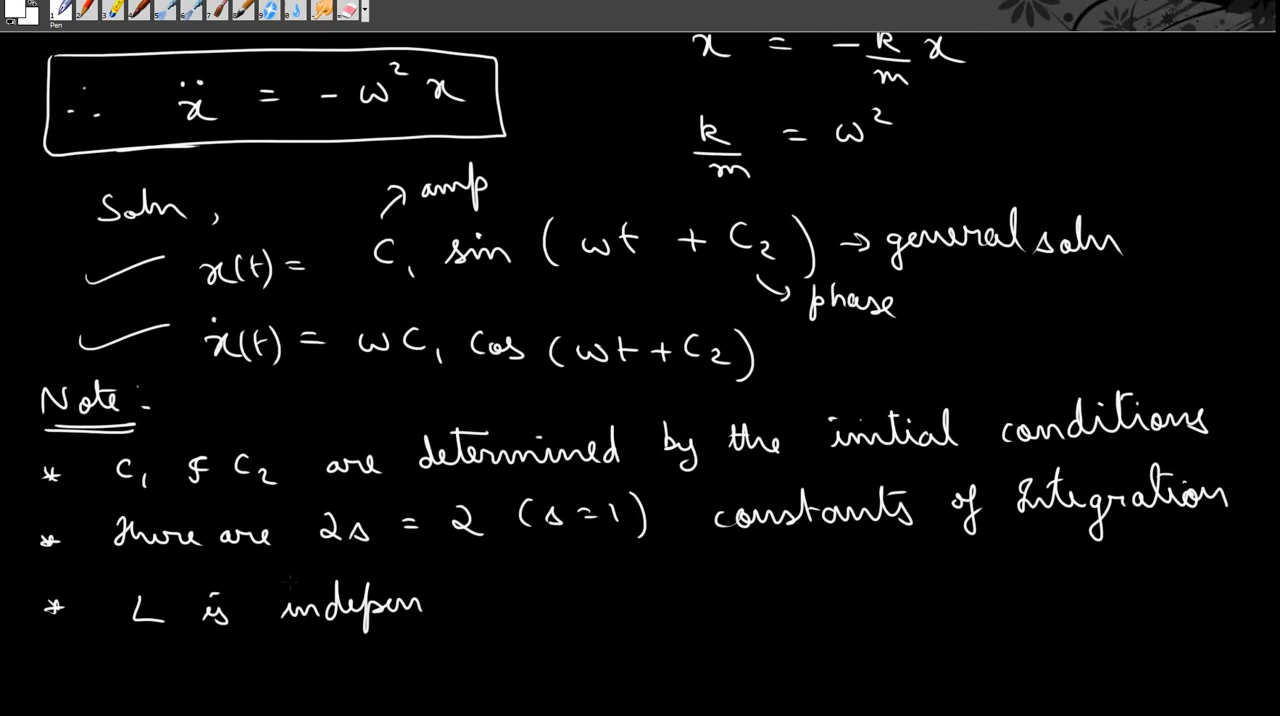 ∴ ẍ = - ω² x
x = - k/m x
k/m = ω²
amp
Soln,
x(t) = C₁ sin ( ωt + C₂ ) → general soln
phase
ẋ(t) = ωC₁ cos (ωt + C₂)
Note :
* C₁ & C₂ are determined by the initial conditions
* There are 2s = 2 (s = 1) constants of Integration
* L is indepen